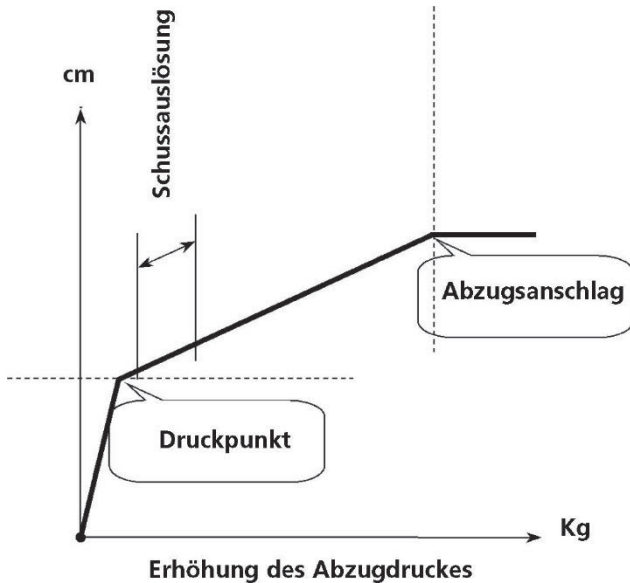 cm
Schussauslösung
Abzugsanschlag
Druckpunkt
Kg
Erhöhung des Abzugdruckes